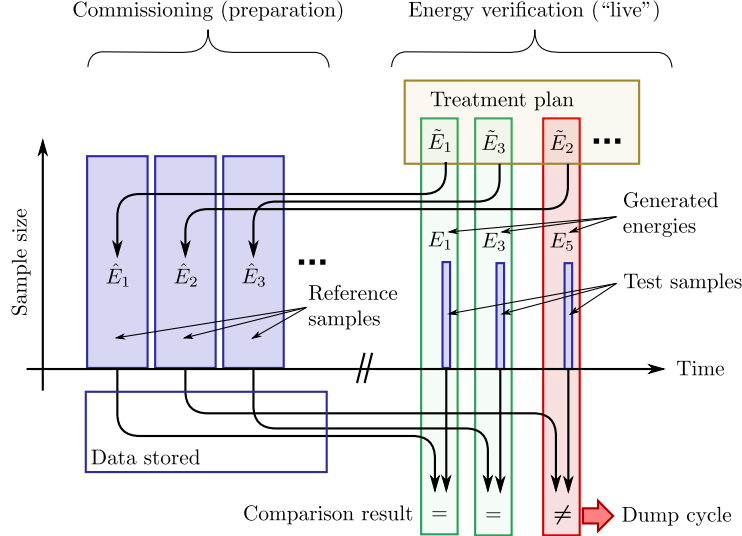 Commissioning (preparation)
Energy verification (“live”)
Treatment plan
Ẽ1 Ẽ3 Ẽ2 ...
Sample size
Generated
energies
E1 E3 E5
Ê1 Ê2 Ê3 ...
Reference
samples
Test samples
Time
Data stored
Comparison result = = ≠ Dump cycle